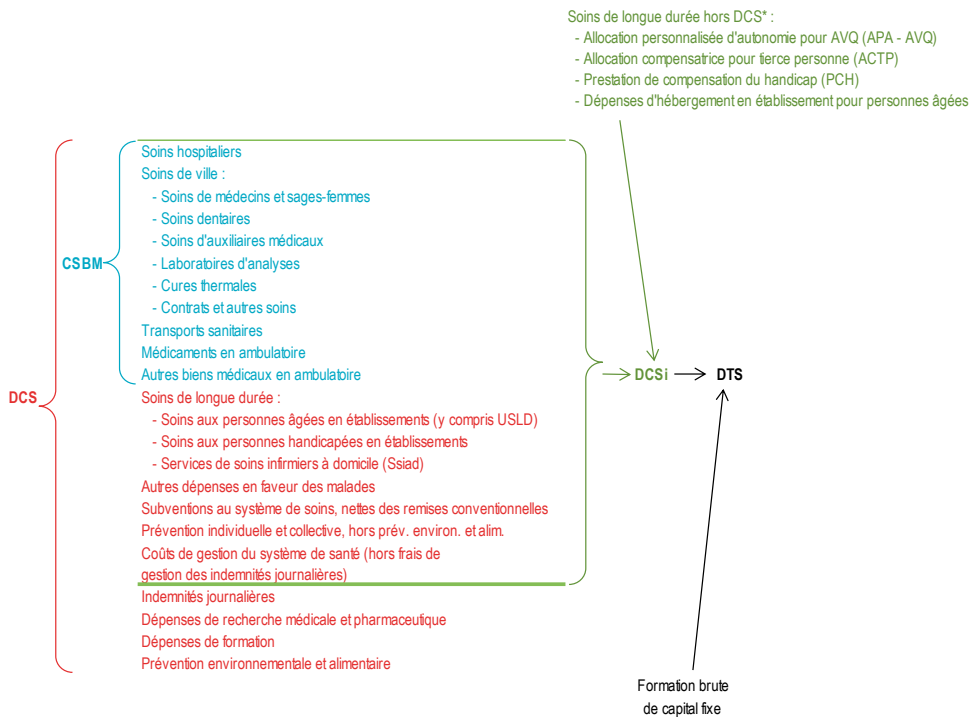 Soins de longue durée hors DCS* :
- Allocation personnalisée d'autonomie pour AVQ (APA - AVQ)
- Allocation compensatrice pour tierce personne (ACTP)
- Prestation de compensation du handicap (PCH)
- Dépenses d'hébergement en établissement pour personnes âgées
Soins hospitaliers
Soins de ville :
- Soins de médecins et sages-femmes
- Soins dentaires
- Soins d'auxiliaires médicaux
CSBM
- Laboratoires d'analyses
- Cures thermales
- Contrats et autres soins
Transports sanitaires
Médicaments en ambulatoire
Autres biens médicaux en ambulatoire
DCSi
DTS
DCS
Soins de longue durée :
- Soins aux personnes âgées en établissements (y compris USLD)
- Soins aux personnes handicapées en établissements
- Services de soins infirmiers à domicile (Ssiad)
Autres dépenses en faveur des malades
Subventions au système de soins, nettes des remises conventionnelles
Prévention individuelle et collective, hors prév. environ. et alim.
Coûts de gestion du système de santé (hors frais de
gestion des indemnités journalières)
Indemnités journalières
Dépenses de recherche médicale et pharmaceutique
Dépenses de formation
Prévention environnementale et alimentaire
Formation brute
de capital fixe